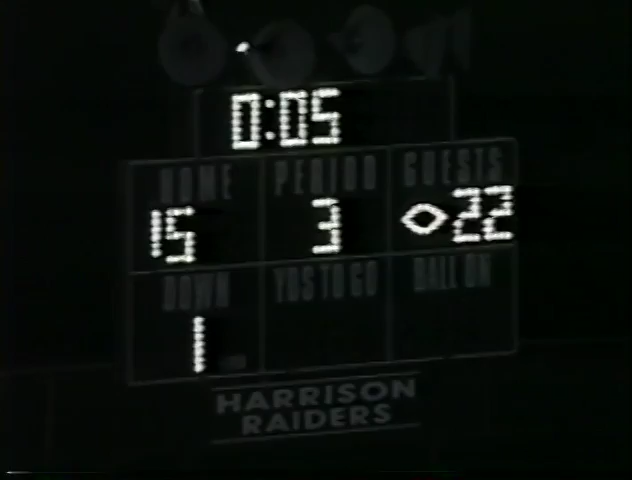 0:05
HOME PERIOD GUESTS
15 3 22
DOWN YDS TO GO BALL ON
1
HARRISON
RAIDERS